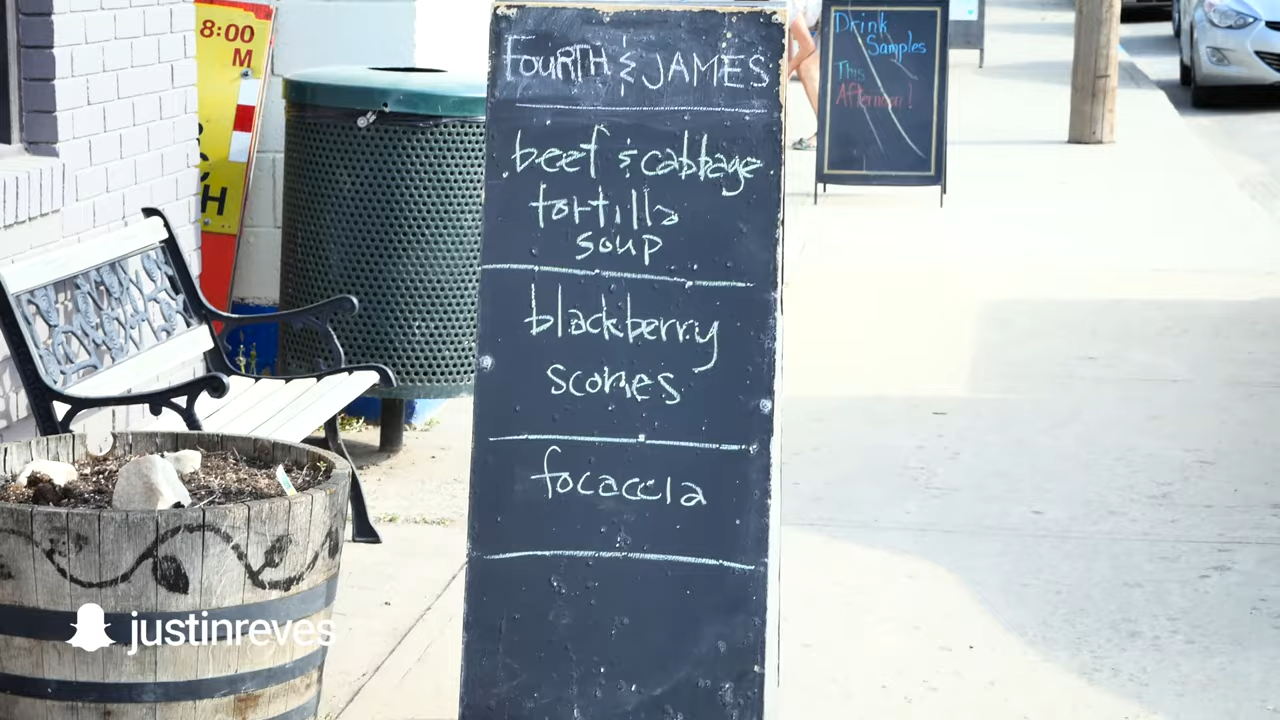 8:00
M
H
FOURTH & JAMES
beef & cabbage
tortilla
soup
blackberry
scones
focaccia
Drink
Samples
This
Afternoon!
justinreves